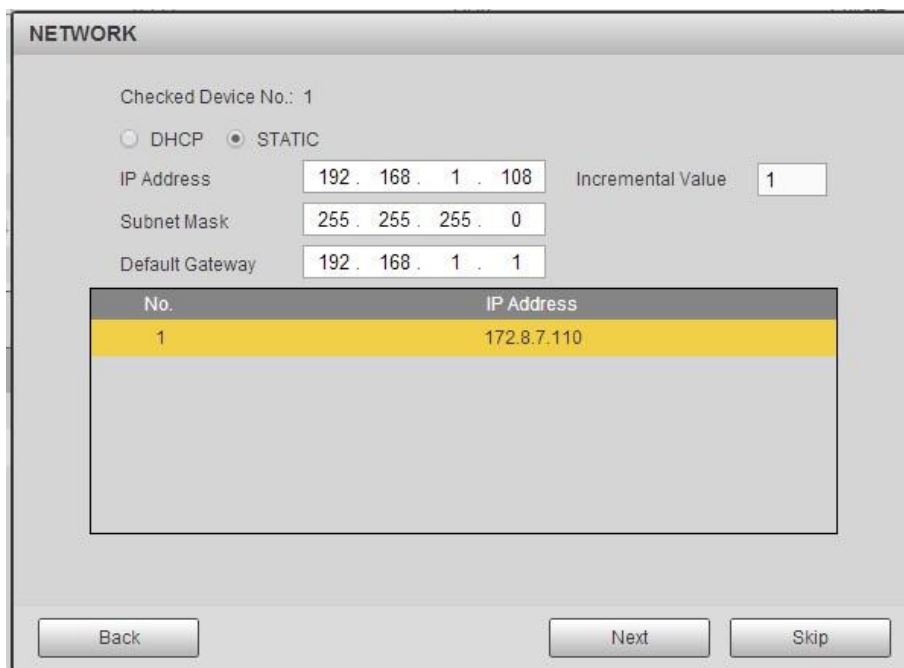 NETWORK
Checked Device No.: 1
DHCP STATIC
IP Address 192 . 168 . 1 . 108 Incremental Value 1
Subnet Mask 255 . 255 . 255 . 0
Default Gateway 192 . 168 . 1 . 1
No. IP Address
1 172.8.7.110
Back Next Skip